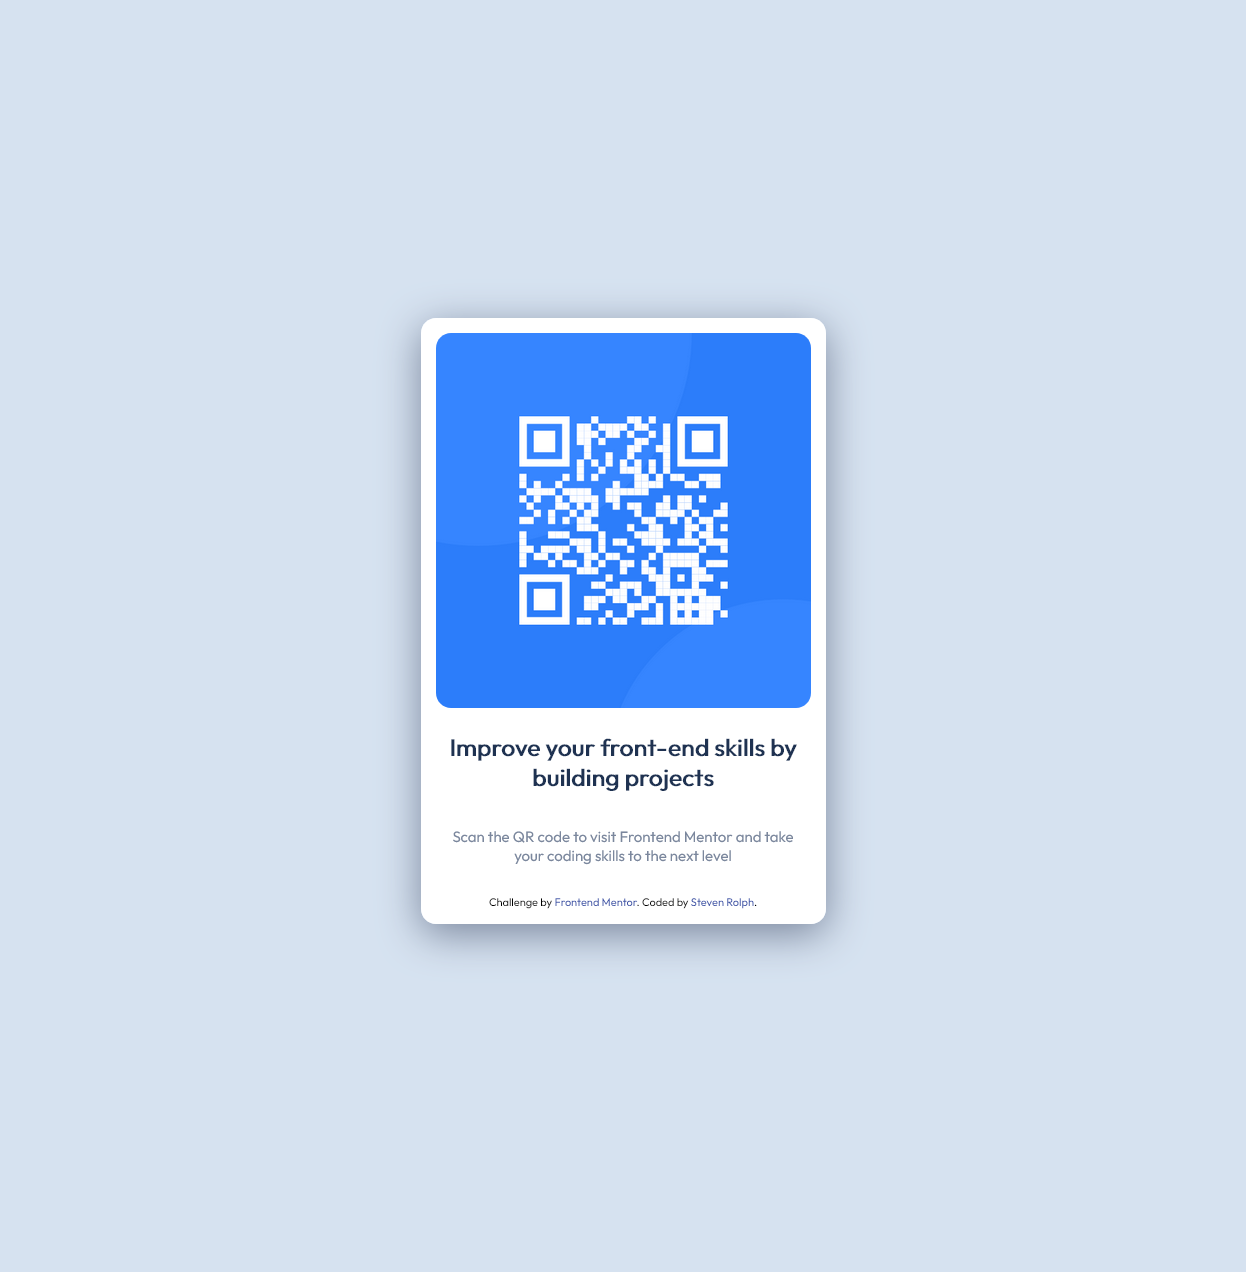 Improve your front-end skills by
building projects
Scan the QR code to visit Frontend Mentor and take
your coding skills to the next level
Challenge by Frontend Mentor. Coded by Steven Rolph.